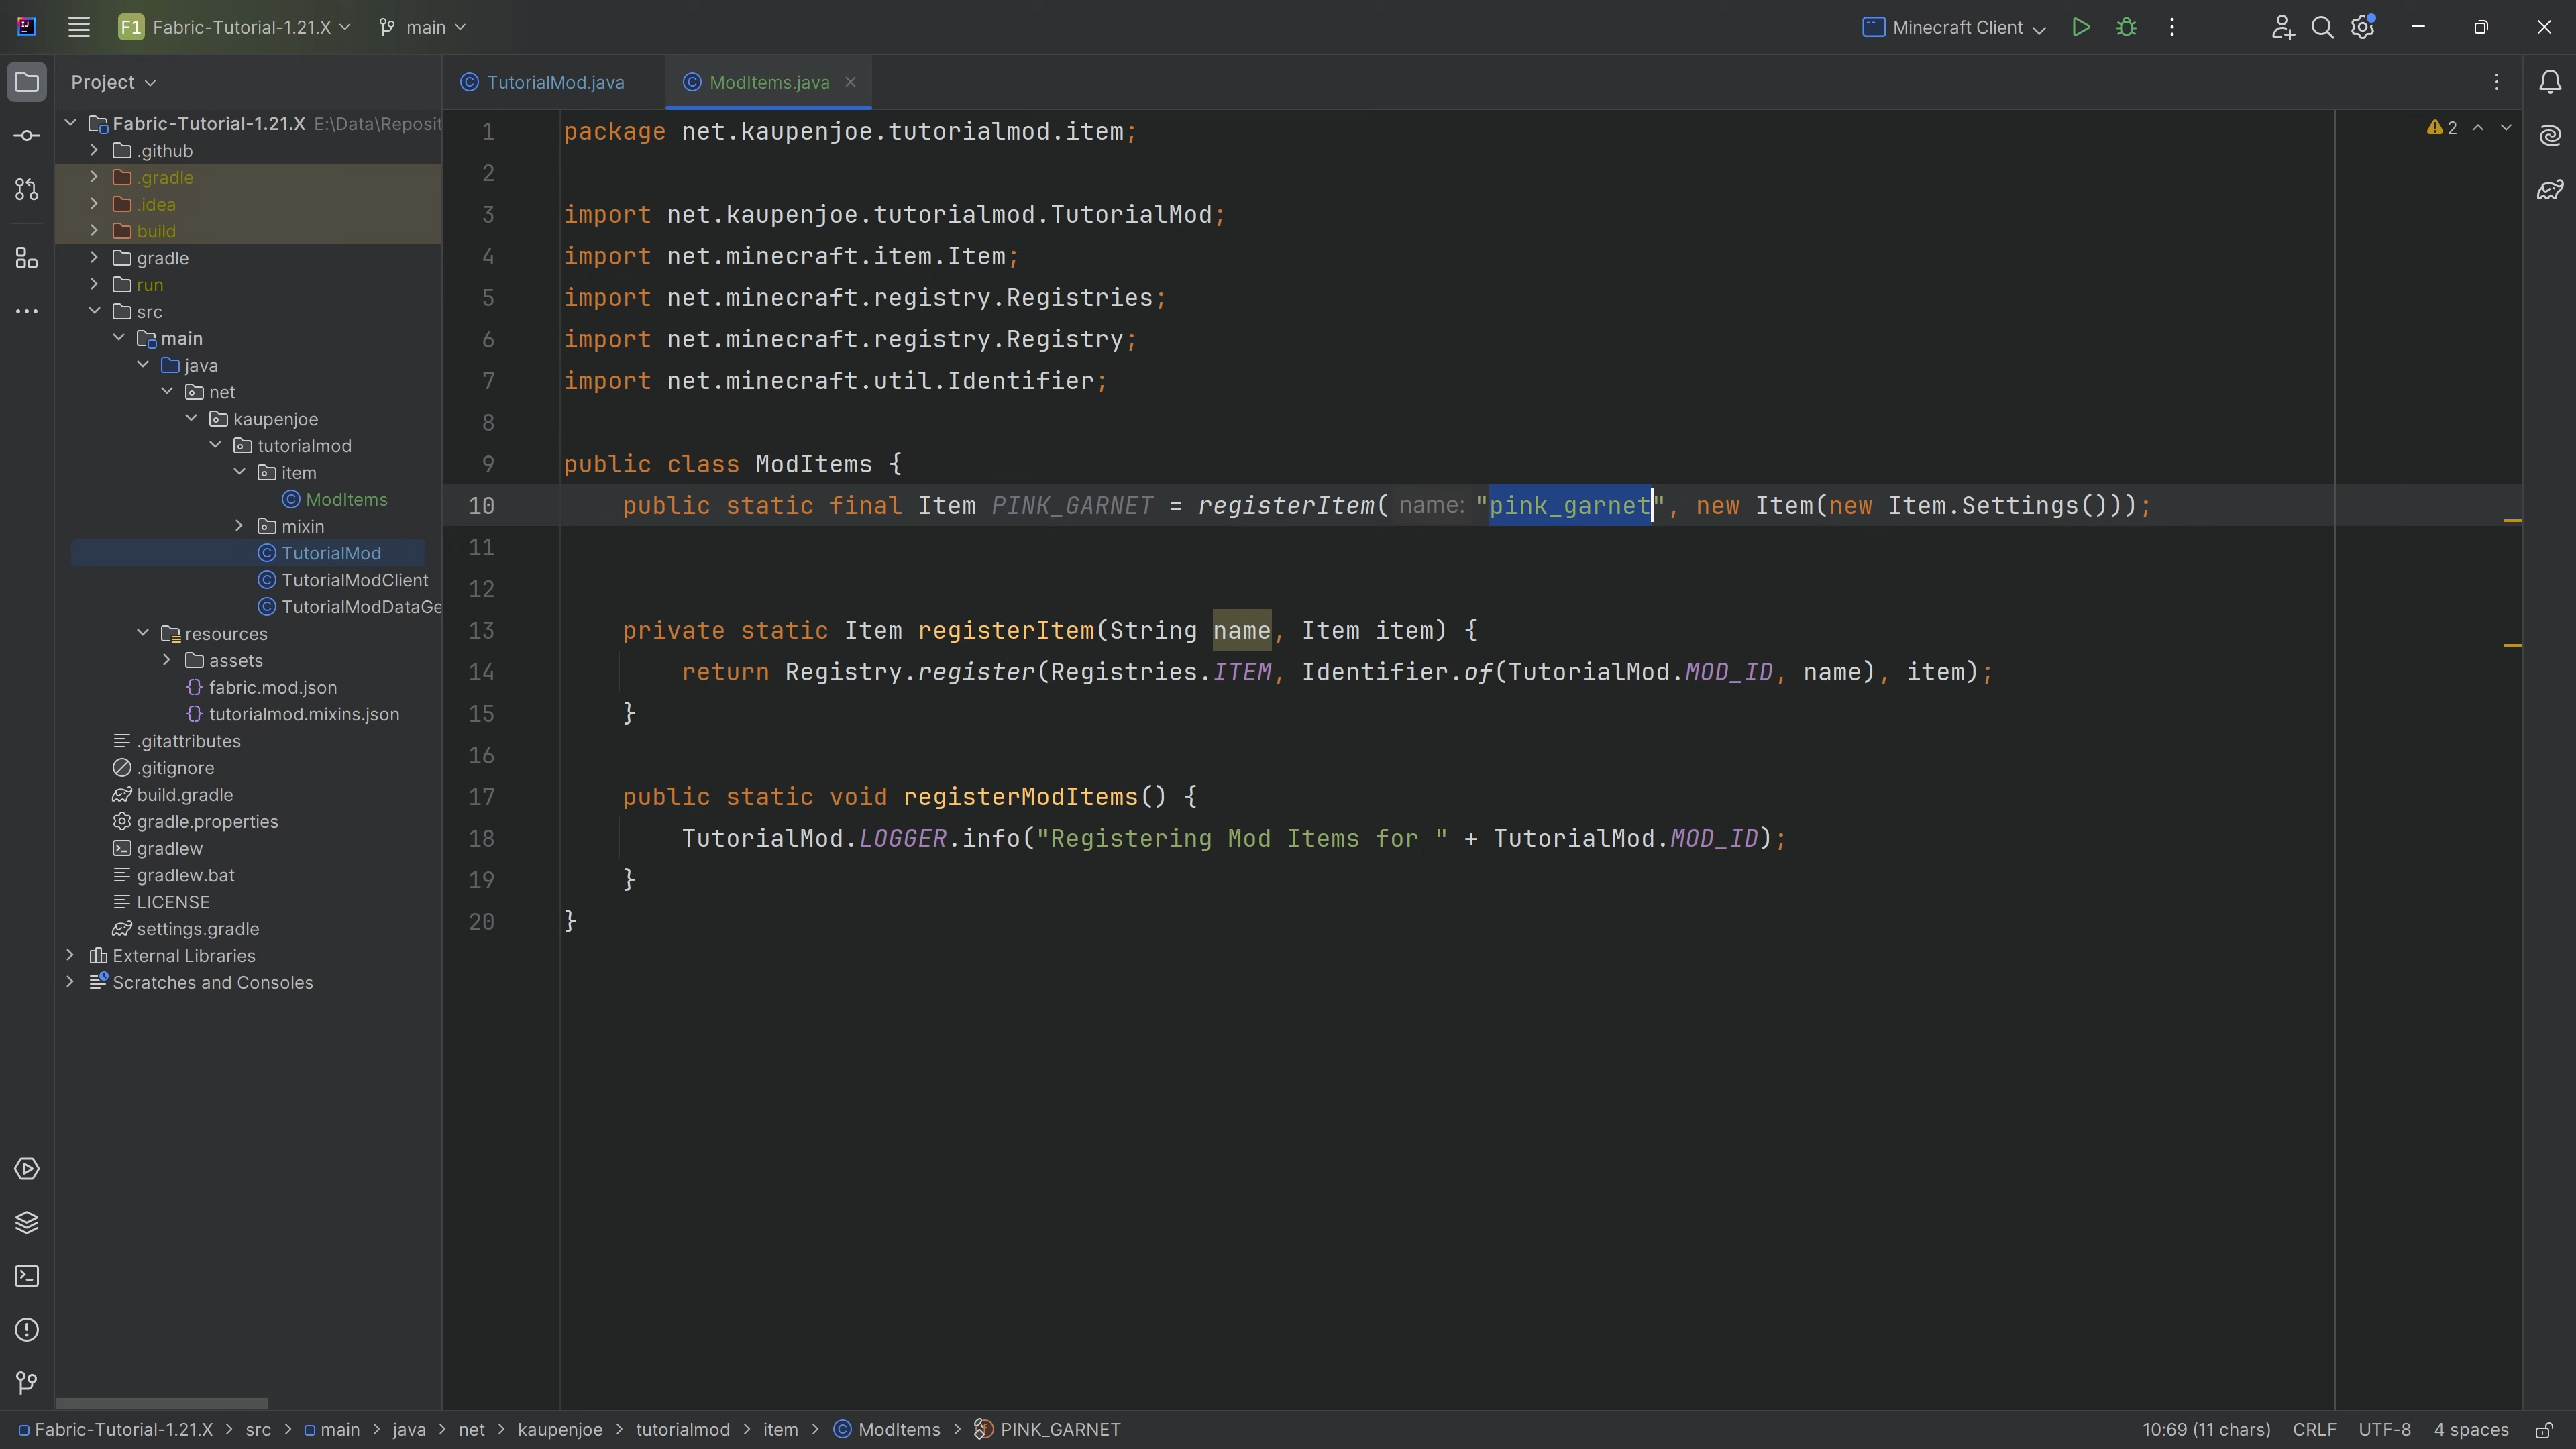 F1 Fabric-Tutorial-1.21.X main Minecraft Client
Project
TutorialMod.java ModItems.java
Fabric-Tutorial-1.21.X E:\Data\Reposit
.github
.gradle
.idea
build
gradle
run
src
main
java
net
kaupenjoe
tutorialmod
item
ModItems
mixin
TutorialMod
TutorialModClient
TutorialModDataGe
resources
assets
fabric.mod.json
tutorialmod.mixins.json
.gitattributes
.gitignore
build.gradle
gradle.properties
gradlew
gradlew.bat
LICENSE
settings.gradle
External Libraries
Scratches and Consoles
2
1 package net.kaupenjoe.tutorialmod.item;
2
3 import net.kaupenjoe.tutorialmod.TutorialMod;
4 import net.minecraft.item.Item;
5 import net.minecraft.registry.Registries;
6 import net.minecraft.registry.Registry;
7 import net.minecraft.util.Identifier;
8
9 public class ModItems {
10 public static final Item PINK_GARNET = registerItem( name: "pink_garnet", new Item(new Item.Settings()));
11
12
13 private static Item registerItem(String name, Item item) {
14 return Registry.register(Registries.ITEM, Identifier.of(TutorialMod.MOD_ID, name), item);
15 }
16
17 public static void registerModItems() {
18 TutorialMod.LOGGER.info("Registering Mod Items for " + TutorialMod.MOD_ID);
19 }
20 }
Fabric-Tutorial-1.21.X > src > main > java > net > kaupenjoe > tutorialmod > item > ModItems > PINK_GARNET 10:69 (11 chars) CRLF UTF-8 4 spaces